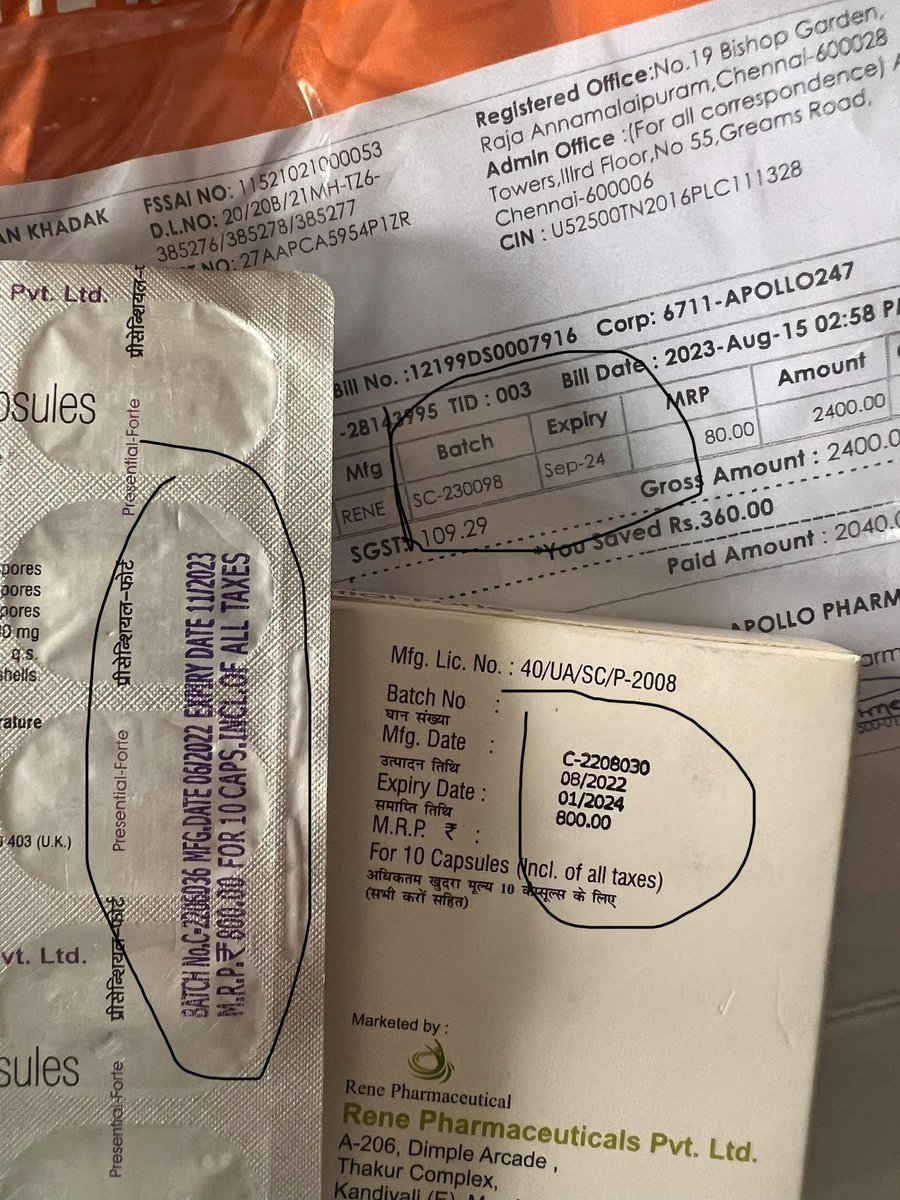 Registered Office:No.19 Bishop Garden,
Raja Annamalaipuram,Chennai-600028
Admin Office :(For all correspondence) A
Towers,IIIrd Floor,No 55,Greams Road,
Chennai-600006
CIN : U52500TN2016PLC111328
AN KHADAK
FSSAI NO: 11521021000053
D.L.NO: 20/20B/21MH-TZ6-
385276/385278/385277
NO: 27AAPCA5954P1ZR
Bill No. :12199DS0007916 Corp: 6711-APOLLO247
-28143995 TID : 003 Bill Date : 2023-Aug-15 02:58 P
Mfg Batch Expiry MRP Amount
RENE SC-230098 Sep-24 80.00 2400.00
Gross Amount : 2400.0
SGST: 109.29
*You Saved Rs.360.00
Paid Amount : 2040.0
APOLLO PHARM
Pvt. Ltd.
psules
pores
pores
pores
0 mg
q.s.
shells
rature
403 (U.K.)
vt. Ltd.
sules
प्रीसेन्शियल-फ
Presential-Forte
प्रीसेन्शियल-फोर्ट
Presential-Forte
प्रीसेन्शियल-फोर्ट
Presential-Forte
BATCH No.C-2206036 MFG.DATE 06/2022 EXPIRY DATE 11/2023
M.R.P.₹ 800.00 FOR 10 CAPS.INCL.OF ALL TAXES
Mfg. Lic. No. : 40/UA/SC/P-2008
Batch No :
घान संख्या
C-2208030
Mfg. Date :
उत्पादन तिथि
08/2022
Expiry Date :
समाप्ति तिथि
01/2024
M.R.P. ₹ :
800.00
For 10 Capsules (Incl. of all taxes)
अधिकतम खुदरा मूल्य 10 कैप्सूल्स के लिए
(सभी करों सहित)
Marketed by :
Rene Pharmaceutical
Rene Pharmaceuticals Pvt. Ltd.
A-206, Dimple Arcade ,
Thakur Complex,
Kandivali (E)